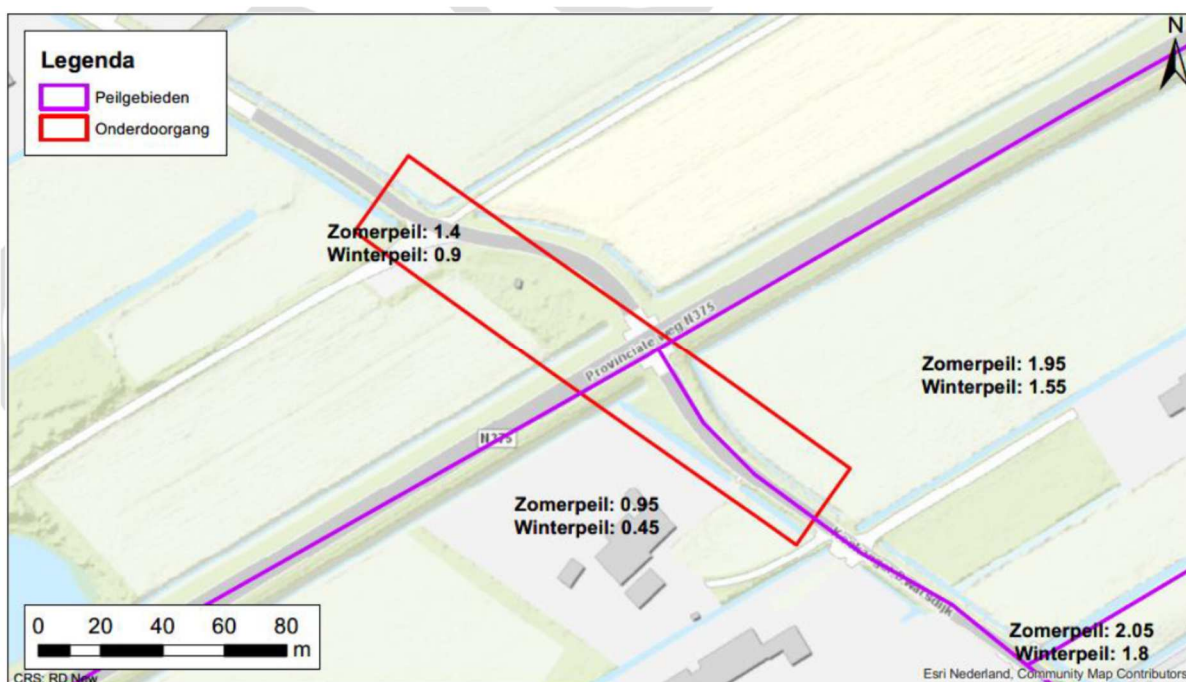 Legenda
Peilgebieden
Onderdoorgang
N
Zomerpeil: 1.4
Winterpeil: 0.9
Provinciale weg N375
N375
Zomerpeil: 1.95
Winterpeil: 1.55
Zomerpeil: 0.95
Winterpeil: 0.45
Zomerpeil: 2.05
Winterpeil: 1.8
0 20 40 60 80
m
CRS: RD New
Esri Nederland, Community Map Contributors